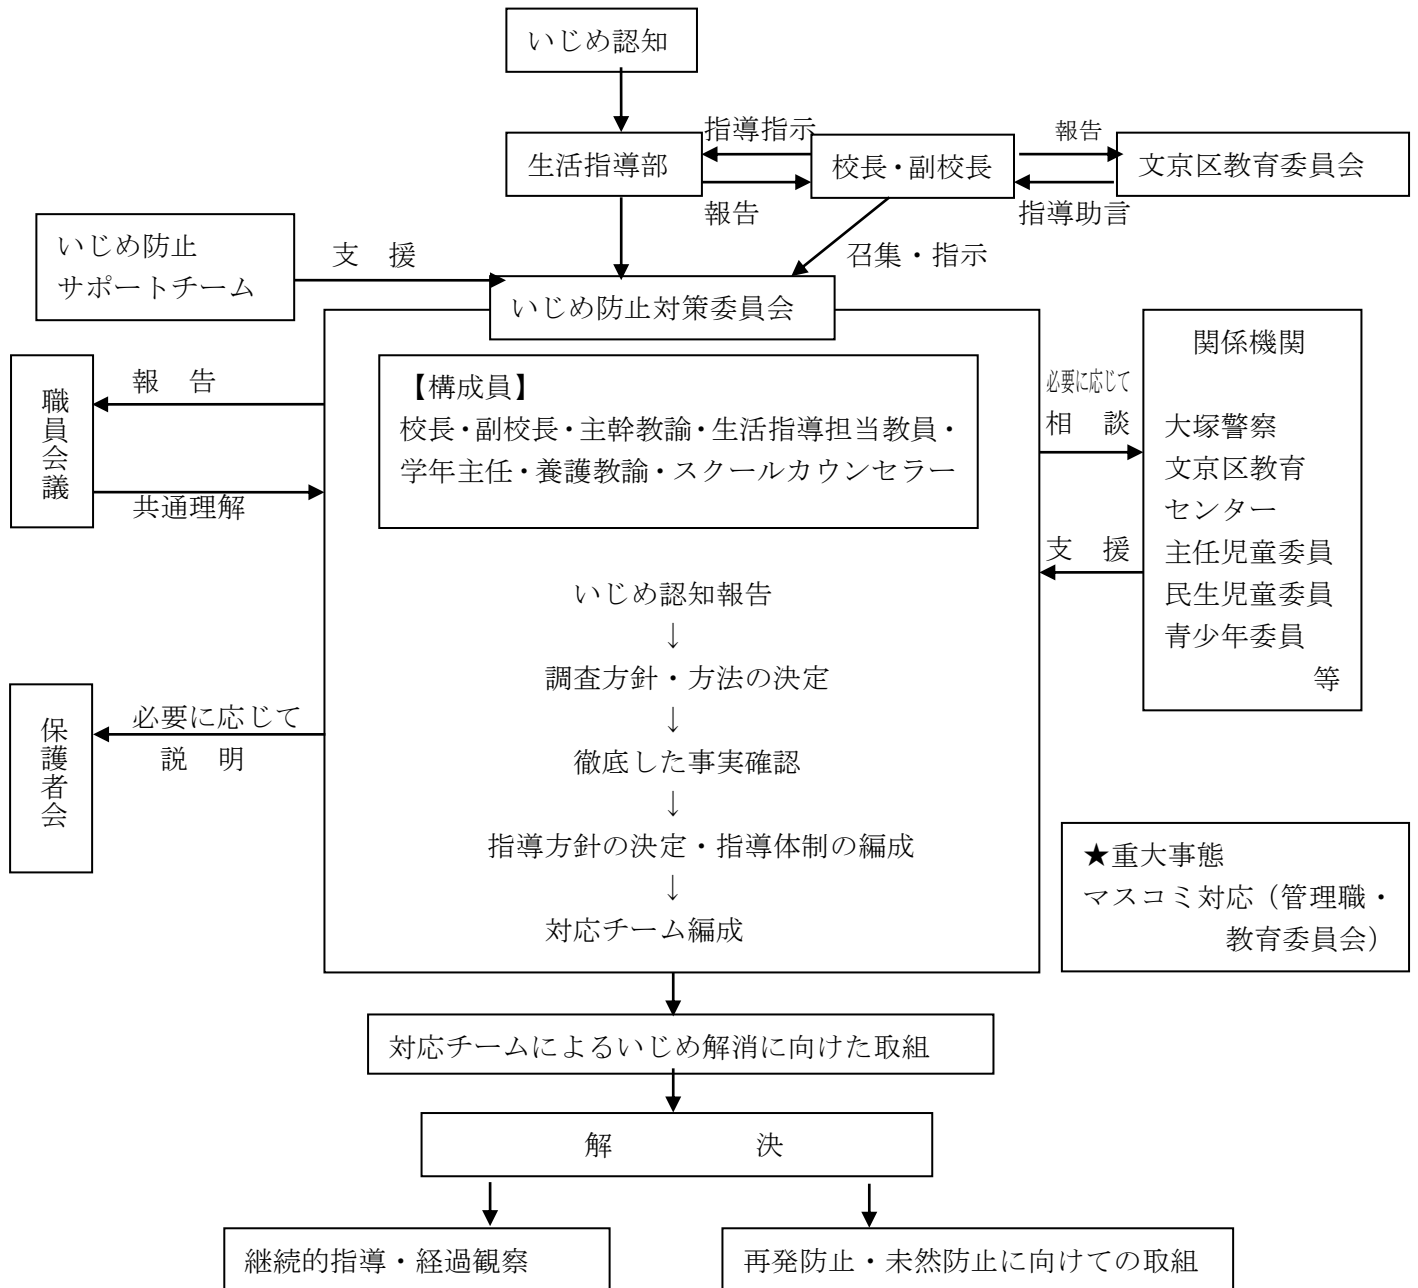 いじめ認知
指導指示
報告
生活指導部
校長・副校長
文京区教育委員会
報告
指導助言
いじめ防止
サポートチーム
支 援
召集・指示
いじめ防止対策委員会
職員会議
報 告
共通理解
【構成員】
校長・副校長・主幹教諭・生活指導担当教員・
学年主任・養護教諭・スクールカウンセラー
必要に応じて
相 談
支 援
関係機関
大塚警察
文京区教育
センター
主任児童委員
民生児童委員
青少年委員
等
いじめ認知報告
↓
調査方針・方法の決定
↓
徹底した事実確認
↓
指導方針の決定・指導体制の編成
↓
対応チーム編成
保護者会
必要に応じて
説 明
★重大事態
マスコミ対応（管理職・
教育委員会）
対応チームによるいじめ解消に向けた取組
解 決
継続的指導・経過観察
再発防止・未然防止に向けての取組